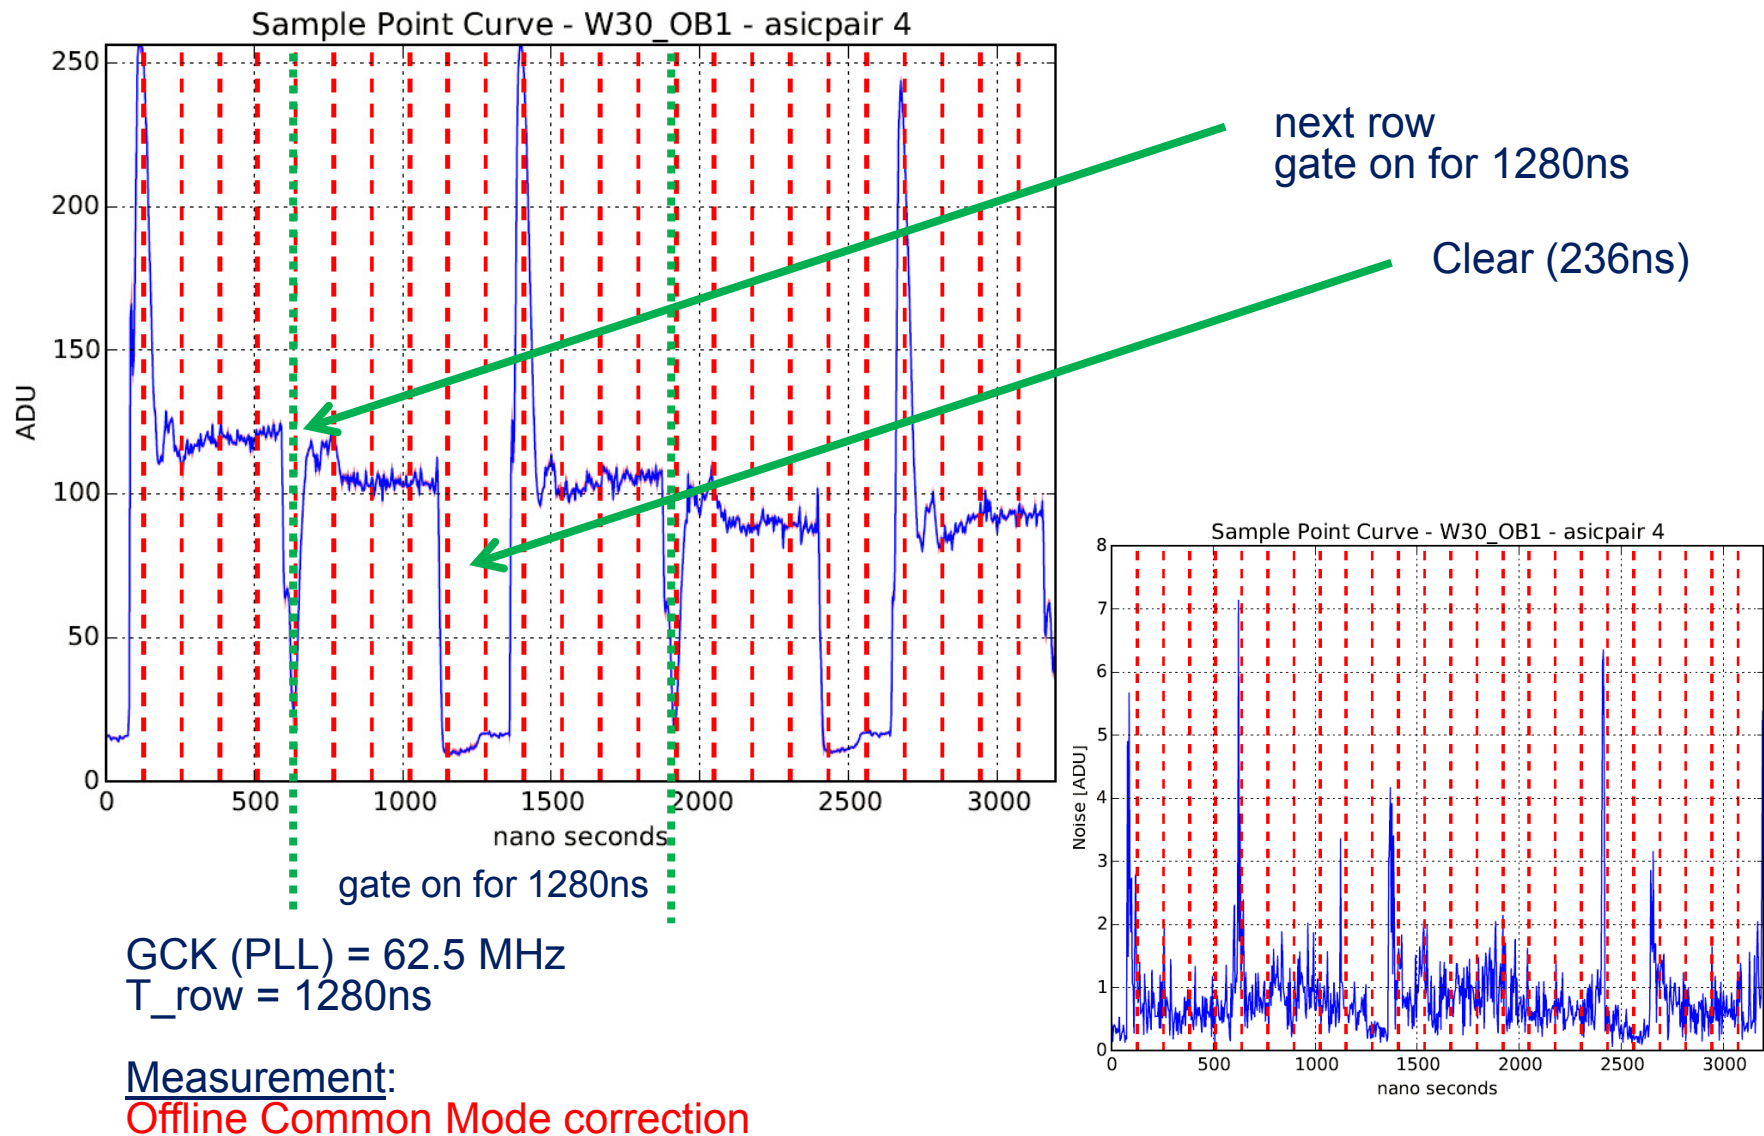 Sample Point Curve - W30_OB1 - asicpair 4
250
200
150
100
50
0
ADU
0 500 1000 1500 2000 2500 3000
nano seconds
gate on for 1280ns
next row
gate on for 1280ns
Clear (236ns)
GCK (PLL) = 62.5 MHz
T_row = 1280ns
Measurement:
Offline Common Mode correction
Sample Point Curve - W30_OB1 - asicpair 4
8
7
6
5
4
3
2
1
0
Noise [ADU]
0 500 1000 1500 2000 2500 3000
nano seconds